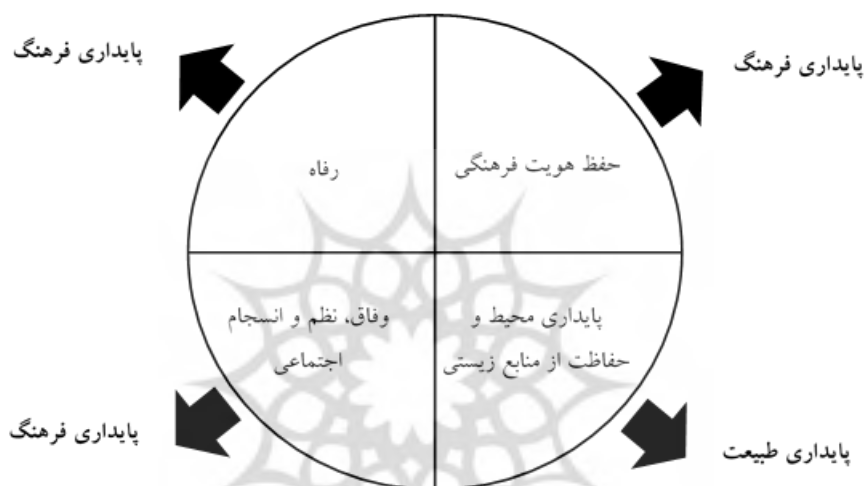 پایداری فرهنگ
پایداری فرهنگ
حفظ هویت فرهنگی
رفاه
پایداری محیط و
حفاظت از منابع زیستی
وفاق، نظم و انسجام
اجتماعی
پایداری طبیعت
پایداری فرهنگ